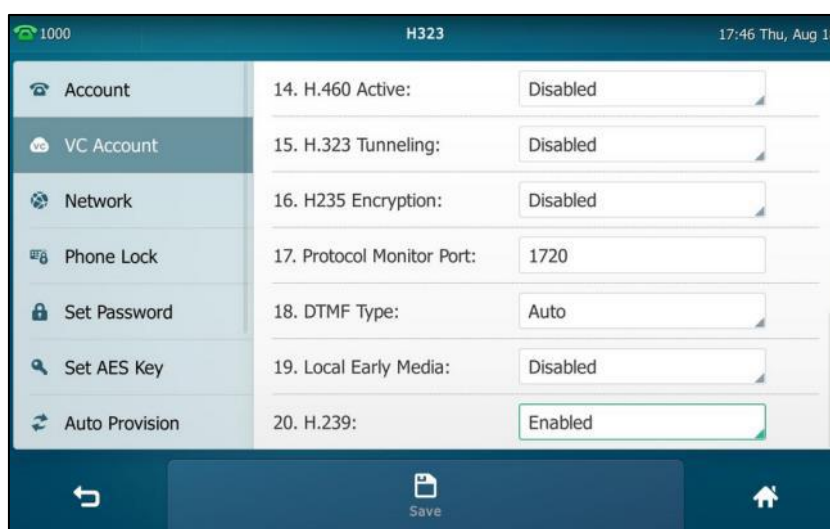 1000 H323 17:46 Thu, Aug
Account
VC Account
Network
Phone Lock
Set Password
Set AES Key
Auto Provision
14. H.460 Active: Disabled
15. H.323 Tunneling: Disabled
16. H235 Encryption: Disabled
17. Protocol Monitor Port: 1720
18. DTMF Type: Auto
19. Local Early Media: Disabled
20. H.239: Enabled
Save